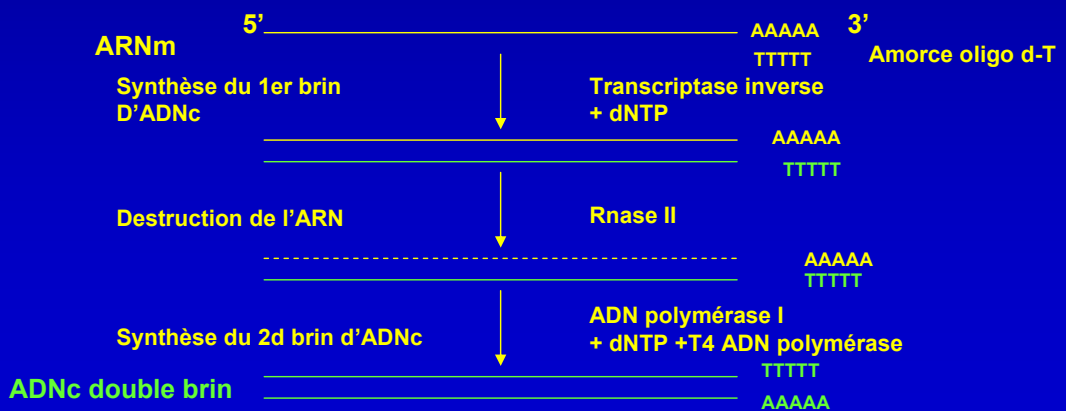 5’ AAAAA 3’
ARNm TTTTT Amorce oligo d-T
Synthèse du 1er brin
D’ADNc
Transcriptase inverse
+ dNTP
AAAAA
TTTTT
Destruction de l’ARN
Rnase II
AAAAA
TTTTT
Synthèse du 2d brin d’ADNc
ADN polymérase I
+ dNTP +T4 ADN polymérase
TTTTT
ADNc double brin
AAAAA